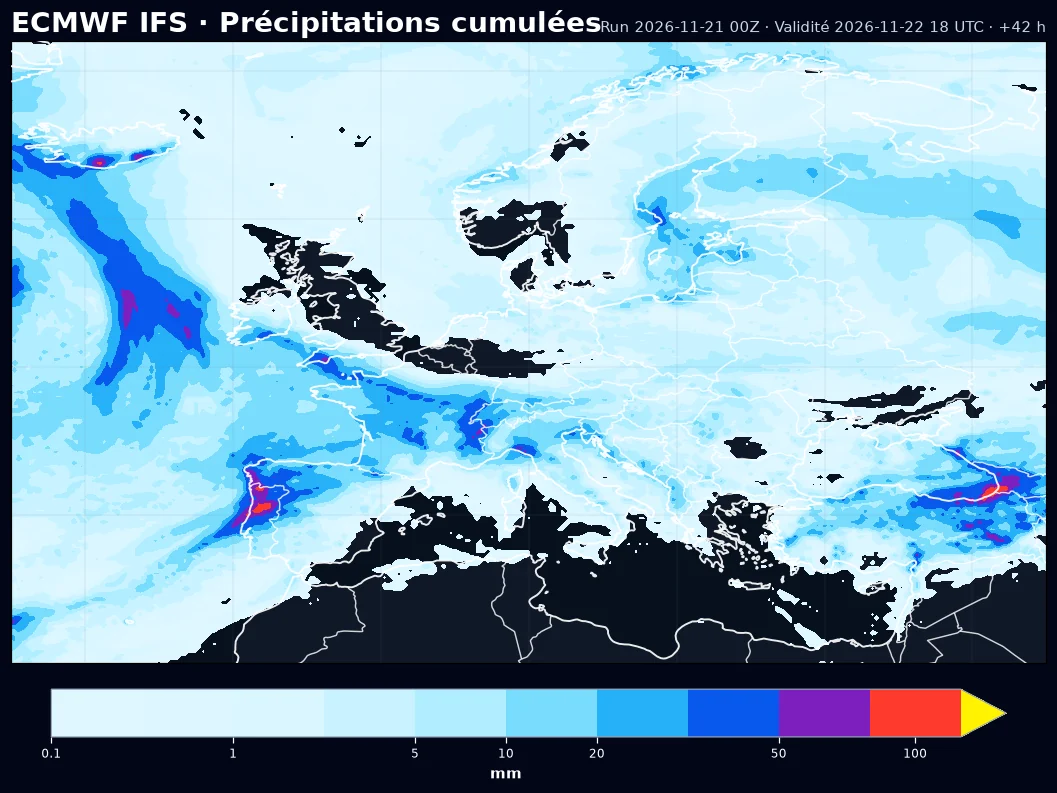 ECMWF IFS · Précipitations cumulées
Run 2026-11-21 00Z · Validité 2026-11-22 18 UTC · +42 h
0.1 1 5 10 20 50 100
mm